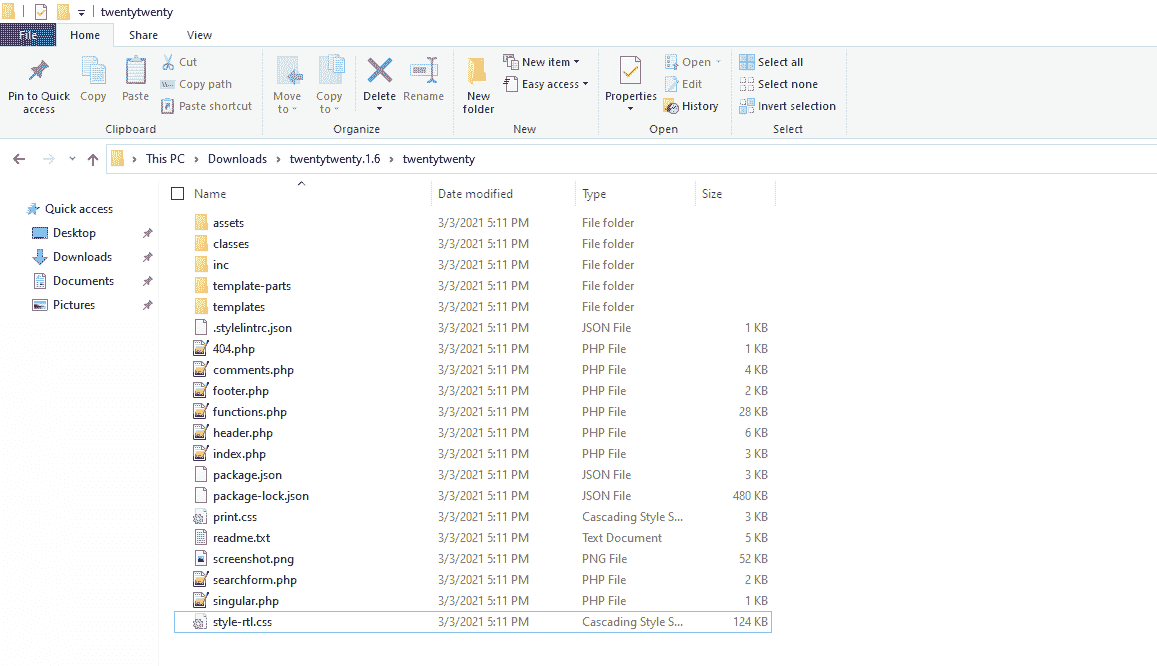 twentytwenty
File Home Share View
Pin to Quick access
Copy
Paste
Cut
Copy path
Paste shortcut
Clipboard
Move to
Copy to
Delete
Rename
Organize
New folder
New item
Easy access
New
Properties
Open
Edit
History
Open
Select all
Select none
Invert selection
Select
This PC › Downloads › twentytwenty.1.6 › twentytwenty
Quick access
Desktop
Downloads
Documents
Pictures
Name Date modified Type Size
assets 3/3/2021 5:11 PM File folder
classes 3/3/2021 5:11 PM File folder
inc 3/3/2021 5:11 PM File folder
template-parts 3/3/2021 5:11 PM File folder
templates 3/3/2021 5:11 PM File folder
.stylelintrc.json 3/3/2021 5:11 PM JSON File 1 KB
404.php 3/3/2021 5:11 PM PHP File 1 KB
comments.php 3/3/2021 5:11 PM PHP File 4 KB
footer.php 3/3/2021 5:11 PM PHP File 2 KB
functions.php 3/3/2021 5:11 PM PHP File 28 KB
header.php 3/3/2021 5:11 PM PHP File 6 KB
index.php 3/3/2021 5:11 PM PHP File 3 KB
package.json 3/3/2021 5:11 PM JSON File 3 KB
package-lock.json 3/3/2021 5:11 PM JSON File 480 KB
print.css 3/3/2021 5:11 PM Cascading Style S... 3 KB
readme.txt 3/3/2021 5:11 PM Text Document 5 KB
screenshot.png 3/3/2021 5:11 PM PNG File 52 KB
searchform.php 3/3/2021 5:11 PM PHP File 2 KB
singular.php 3/3/2021 5:11 PM PHP File 1 KB
style-rtl.css 3/3/2021 5:11 PM Cascading Style S... 124 KB